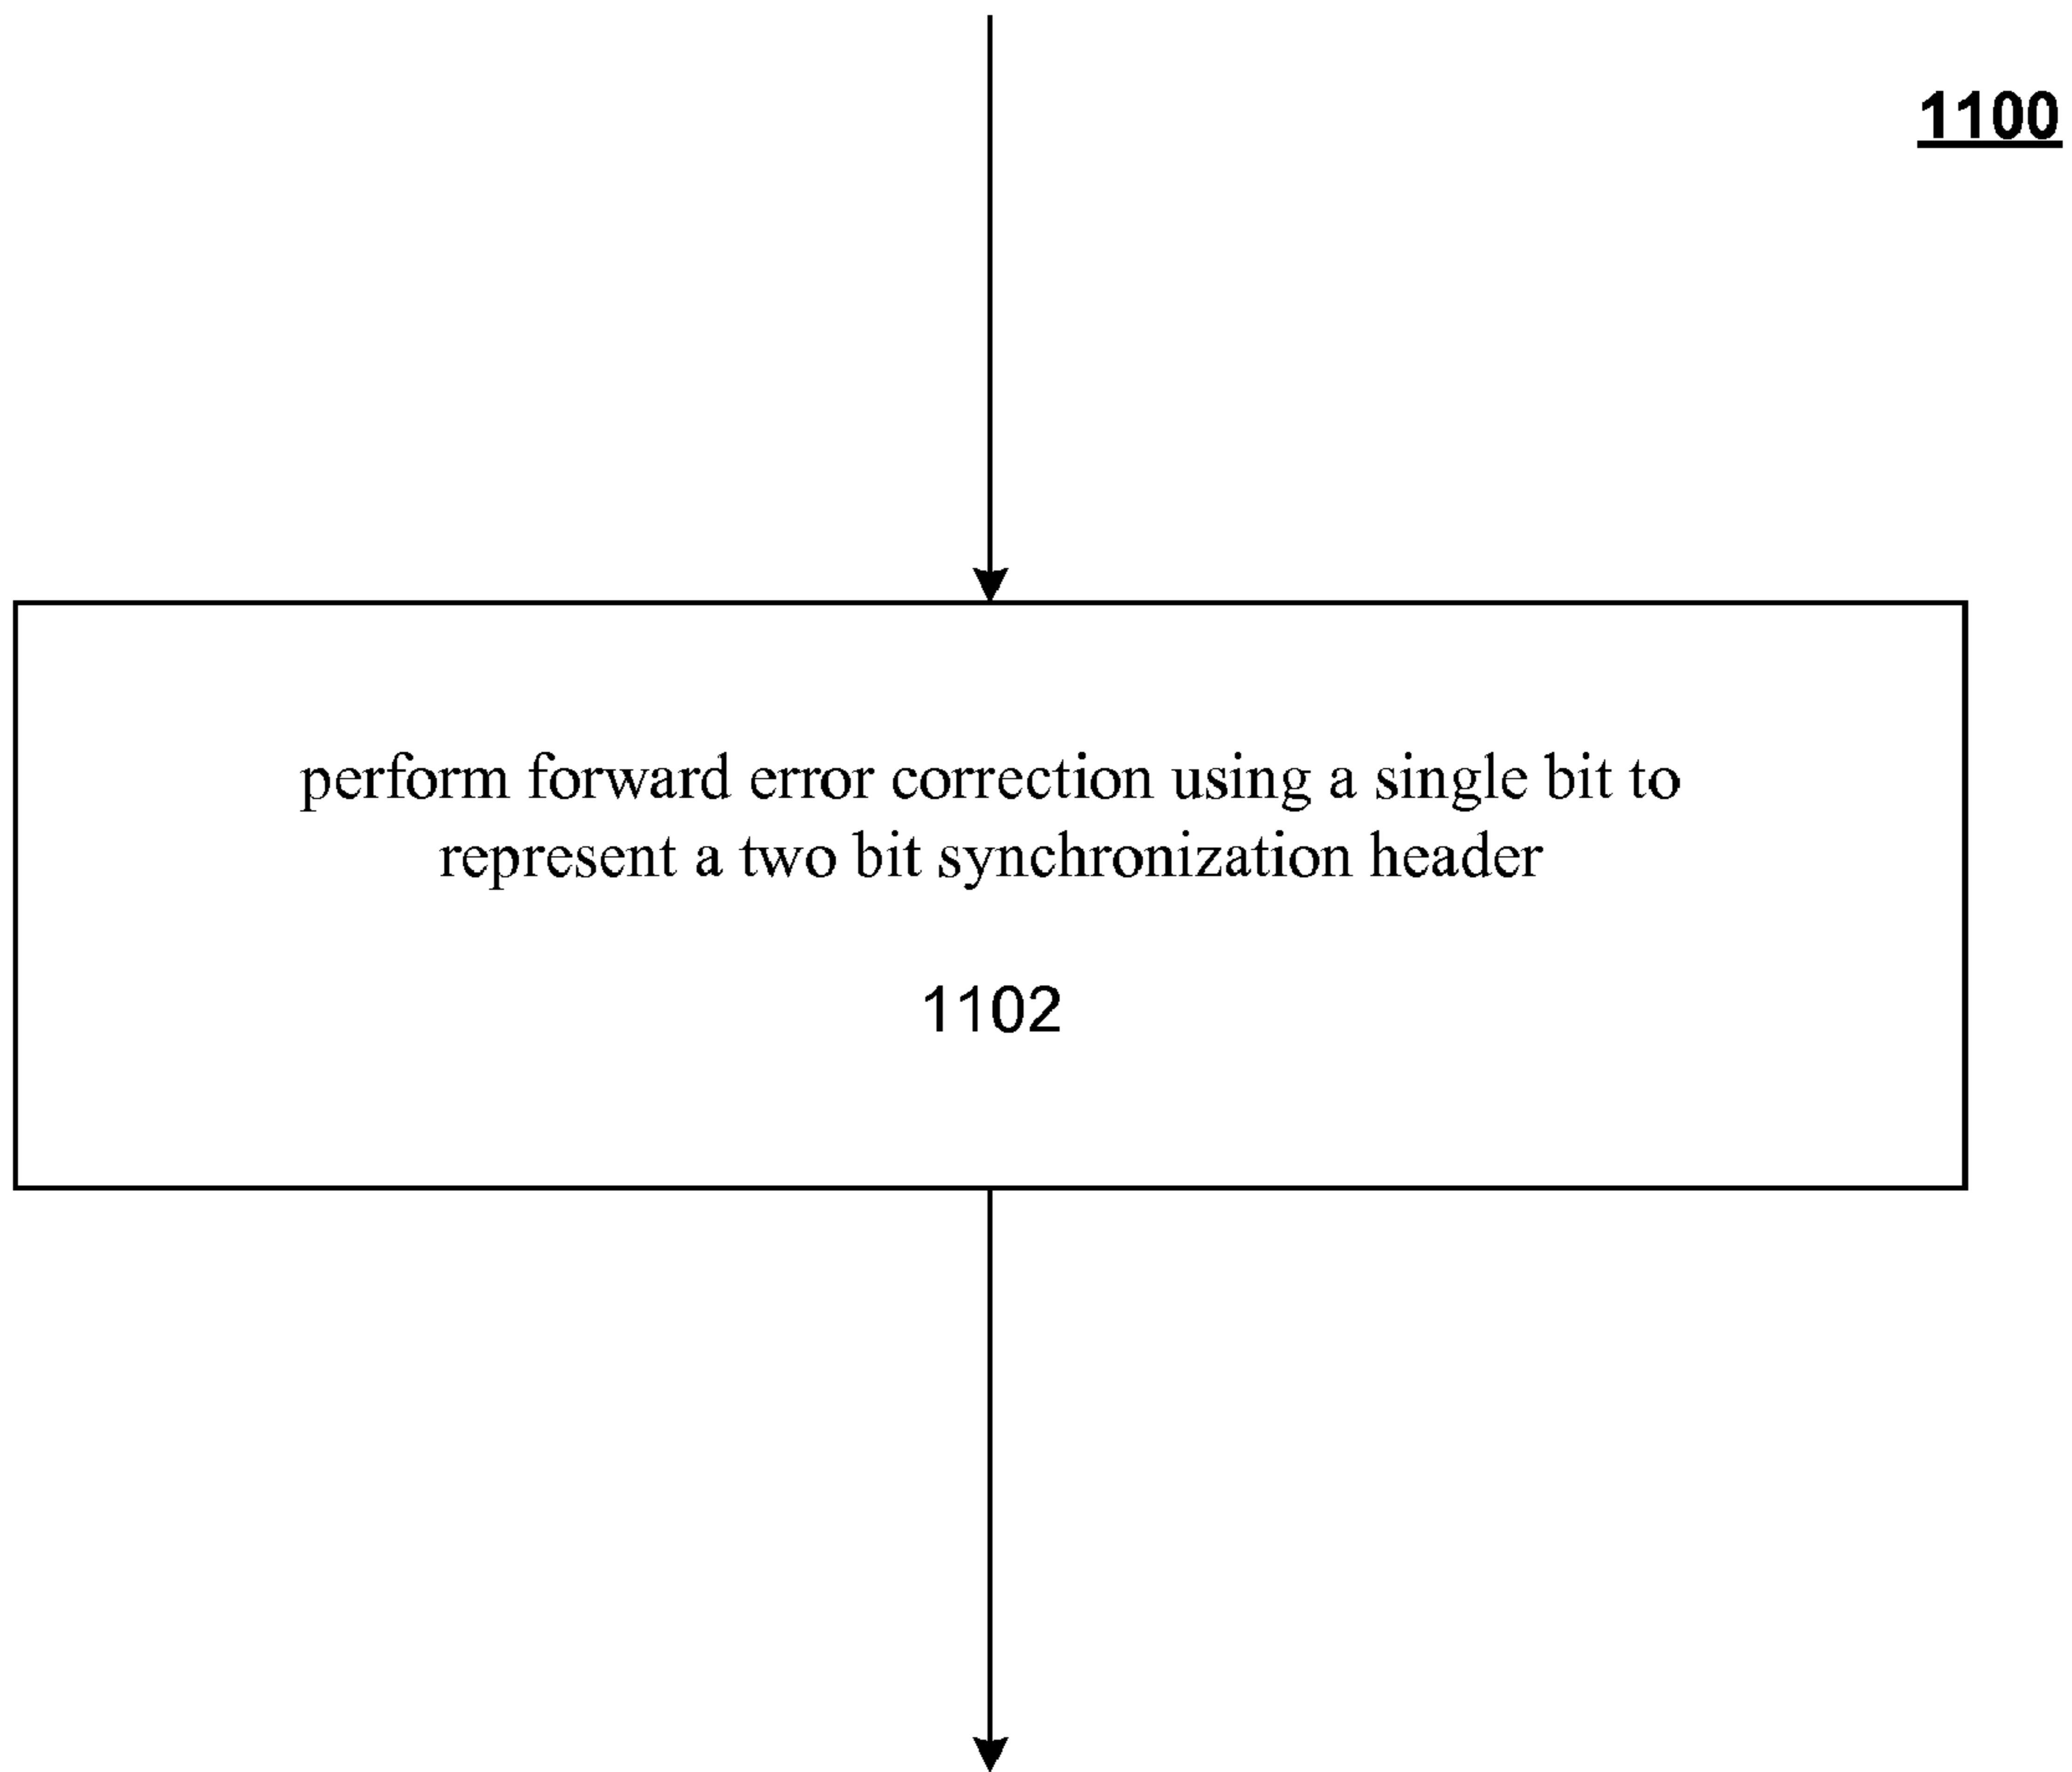 1100
perform forward error correction using a single bit to
represent a two bit synchronization header
1102